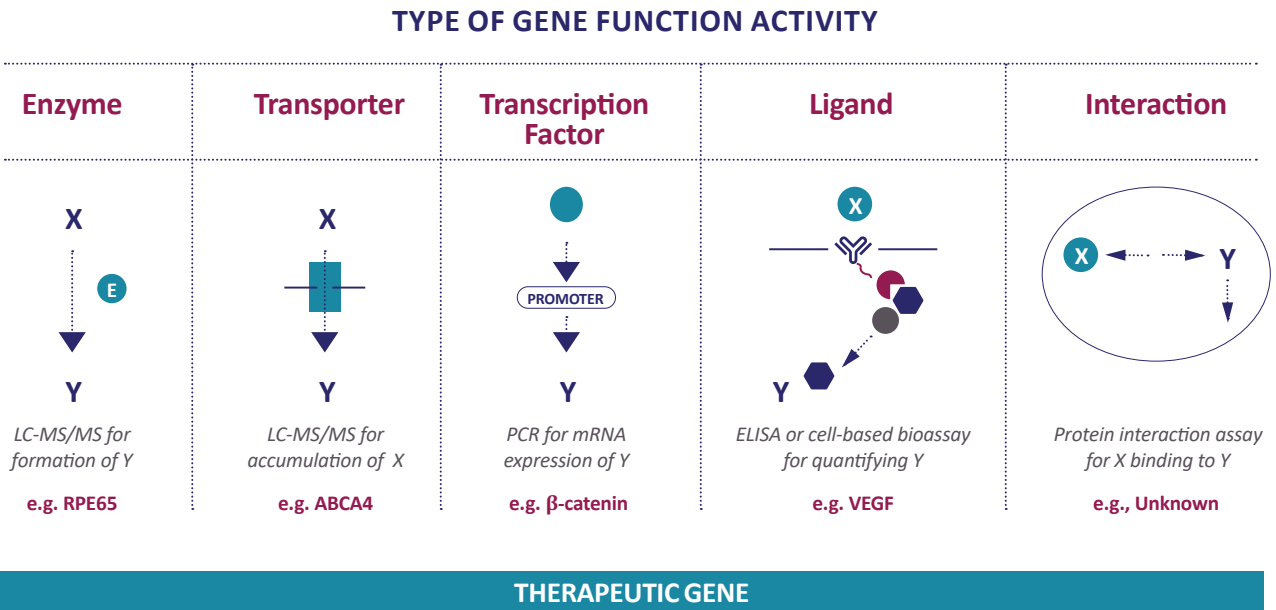 TYPE OF GENE FUNCTION ACTIVITY
Enzyme
Transporter
Transcription
Factor
Ligand
Interaction
X
E
Y
LC-MS/MS for
formation of Y
e.g. RPE65
X
Y
LC-MS/MS for
accumulation of X
e.g. ABCA4
PROMOTER
Y
PCR for mRNA
expression of Y
e.g. β-catenin
X
Y
ELISA or cell-based bioassay
for quantifying Y
e.g. VEGF
X
Y
Protein interaction assay
for X binding to Y
e.g., Unknown
THERAPEUTIC GENE